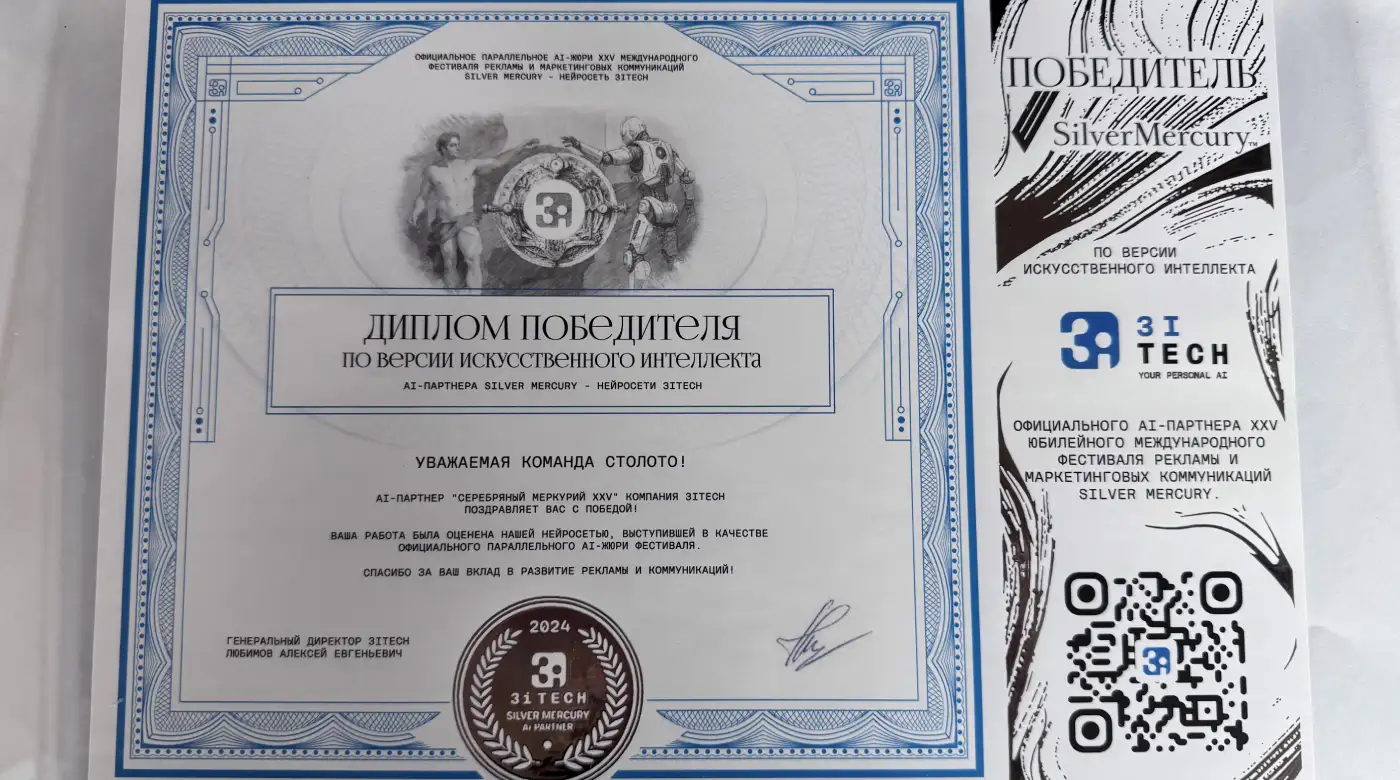 ОФИЦИАЛЬНОЕ ПАРАЛЛЕЛЬНОЕ AI-ЖЮРИ XXV МЕЖДУНАРОДНОГО
ФЕСТИВАЛЯ РЕКЛАМЫ И МАРКЕТИНГОВЫХ КОММУНИКАЦИЙ
SILVER MERCURY - НЕЙРОСЕТЬ 3ITECH
ДИПЛОМ ПОБЕДИТЕЛЯ
ПО ВЕРСИИ ИСКУССТВЕННОГО ИНТЕЛЛЕКТА
AI-ПАРТНЕРА SILVER MERCURY - НЕЙРОСЕТИ 3ITECH
УВАЖАЕМАЯ КОМАНДА СТОЛОТО!
AI-ПАРТНЕР "СЕРЕБРЯНЫЙ МЕРКУРИЙ XXV" КОМПАНИЯ 3ITECH
ПОЗДРАВЛЯЕТ ВАС С ПОБЕДОЙ!
ВАША РАБОТА БЫЛА ОЦЕНЕНА НАШЕЙ НЕЙРОСЕТЬЮ, ВЫСТУПИВШЕЙ В КАЧЕСТВЕ
ОФИЦИАЛЬНОГО ПАРАЛЛЕЛЬНОГО AI-ЖЮРИ ФЕСТИВАЛЯ.
СПАСИБО ЗА ВАШ ВКЛАД В РАЗВИТИЕ РЕКЛАМЫ И КОММУНИКАЦИЙ!
ГЕНЕРАЛЬНЫЙ ДИРЕКТОР 3ITECH
ЛЮБИМОВ АЛЕКСЕЙ ЕВГЕНЬЕВИЧ
2024
3iTECH
SILVER MERCURY
Ai PARTNER
ПОБЕДИТЕЛЬ
SilverMercury™
ПО ВЕРСИИ
ИСКУССТВЕННОГО ИНТЕЛЛЕКТА
3I
TECH
YOUR PERSONAL AI
ОФИЦИАЛЬНОГО AI-ПАРТНЕРА XXV
ЮБИЛЕЙНОГО МЕЖДУНАРОДНОГО
ФЕСТИВАЛЯ РЕКЛАМЫ И
МАРКЕТИНГОВЫХ КОММУНИКАЦИЙ
SILVER MERCURY.